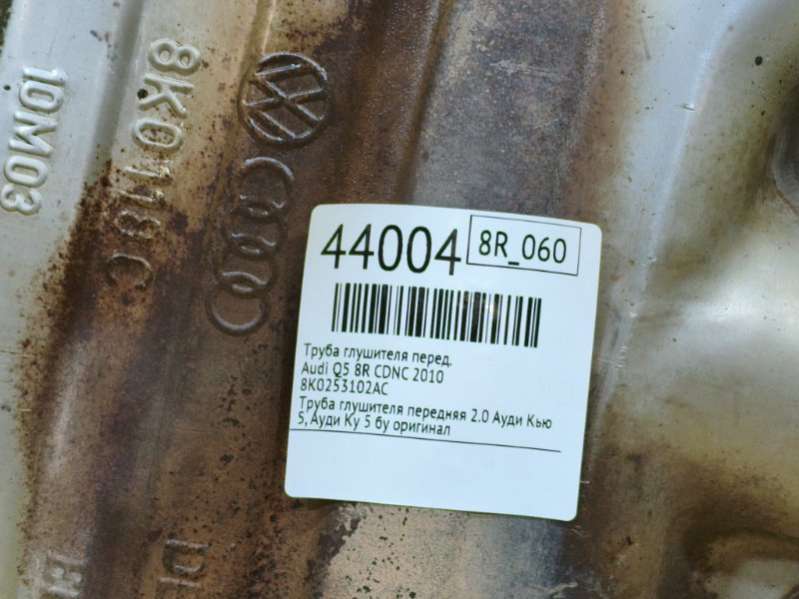 10M03
8K0118C
44004
8R_060
Труба глушителя перед.
Audi Q5 8R CDNC 2010
8K0253102AC
Труба глушителя передняя 2.0 Ауди Кью
5, Ауди Ку 5 бу оригинал